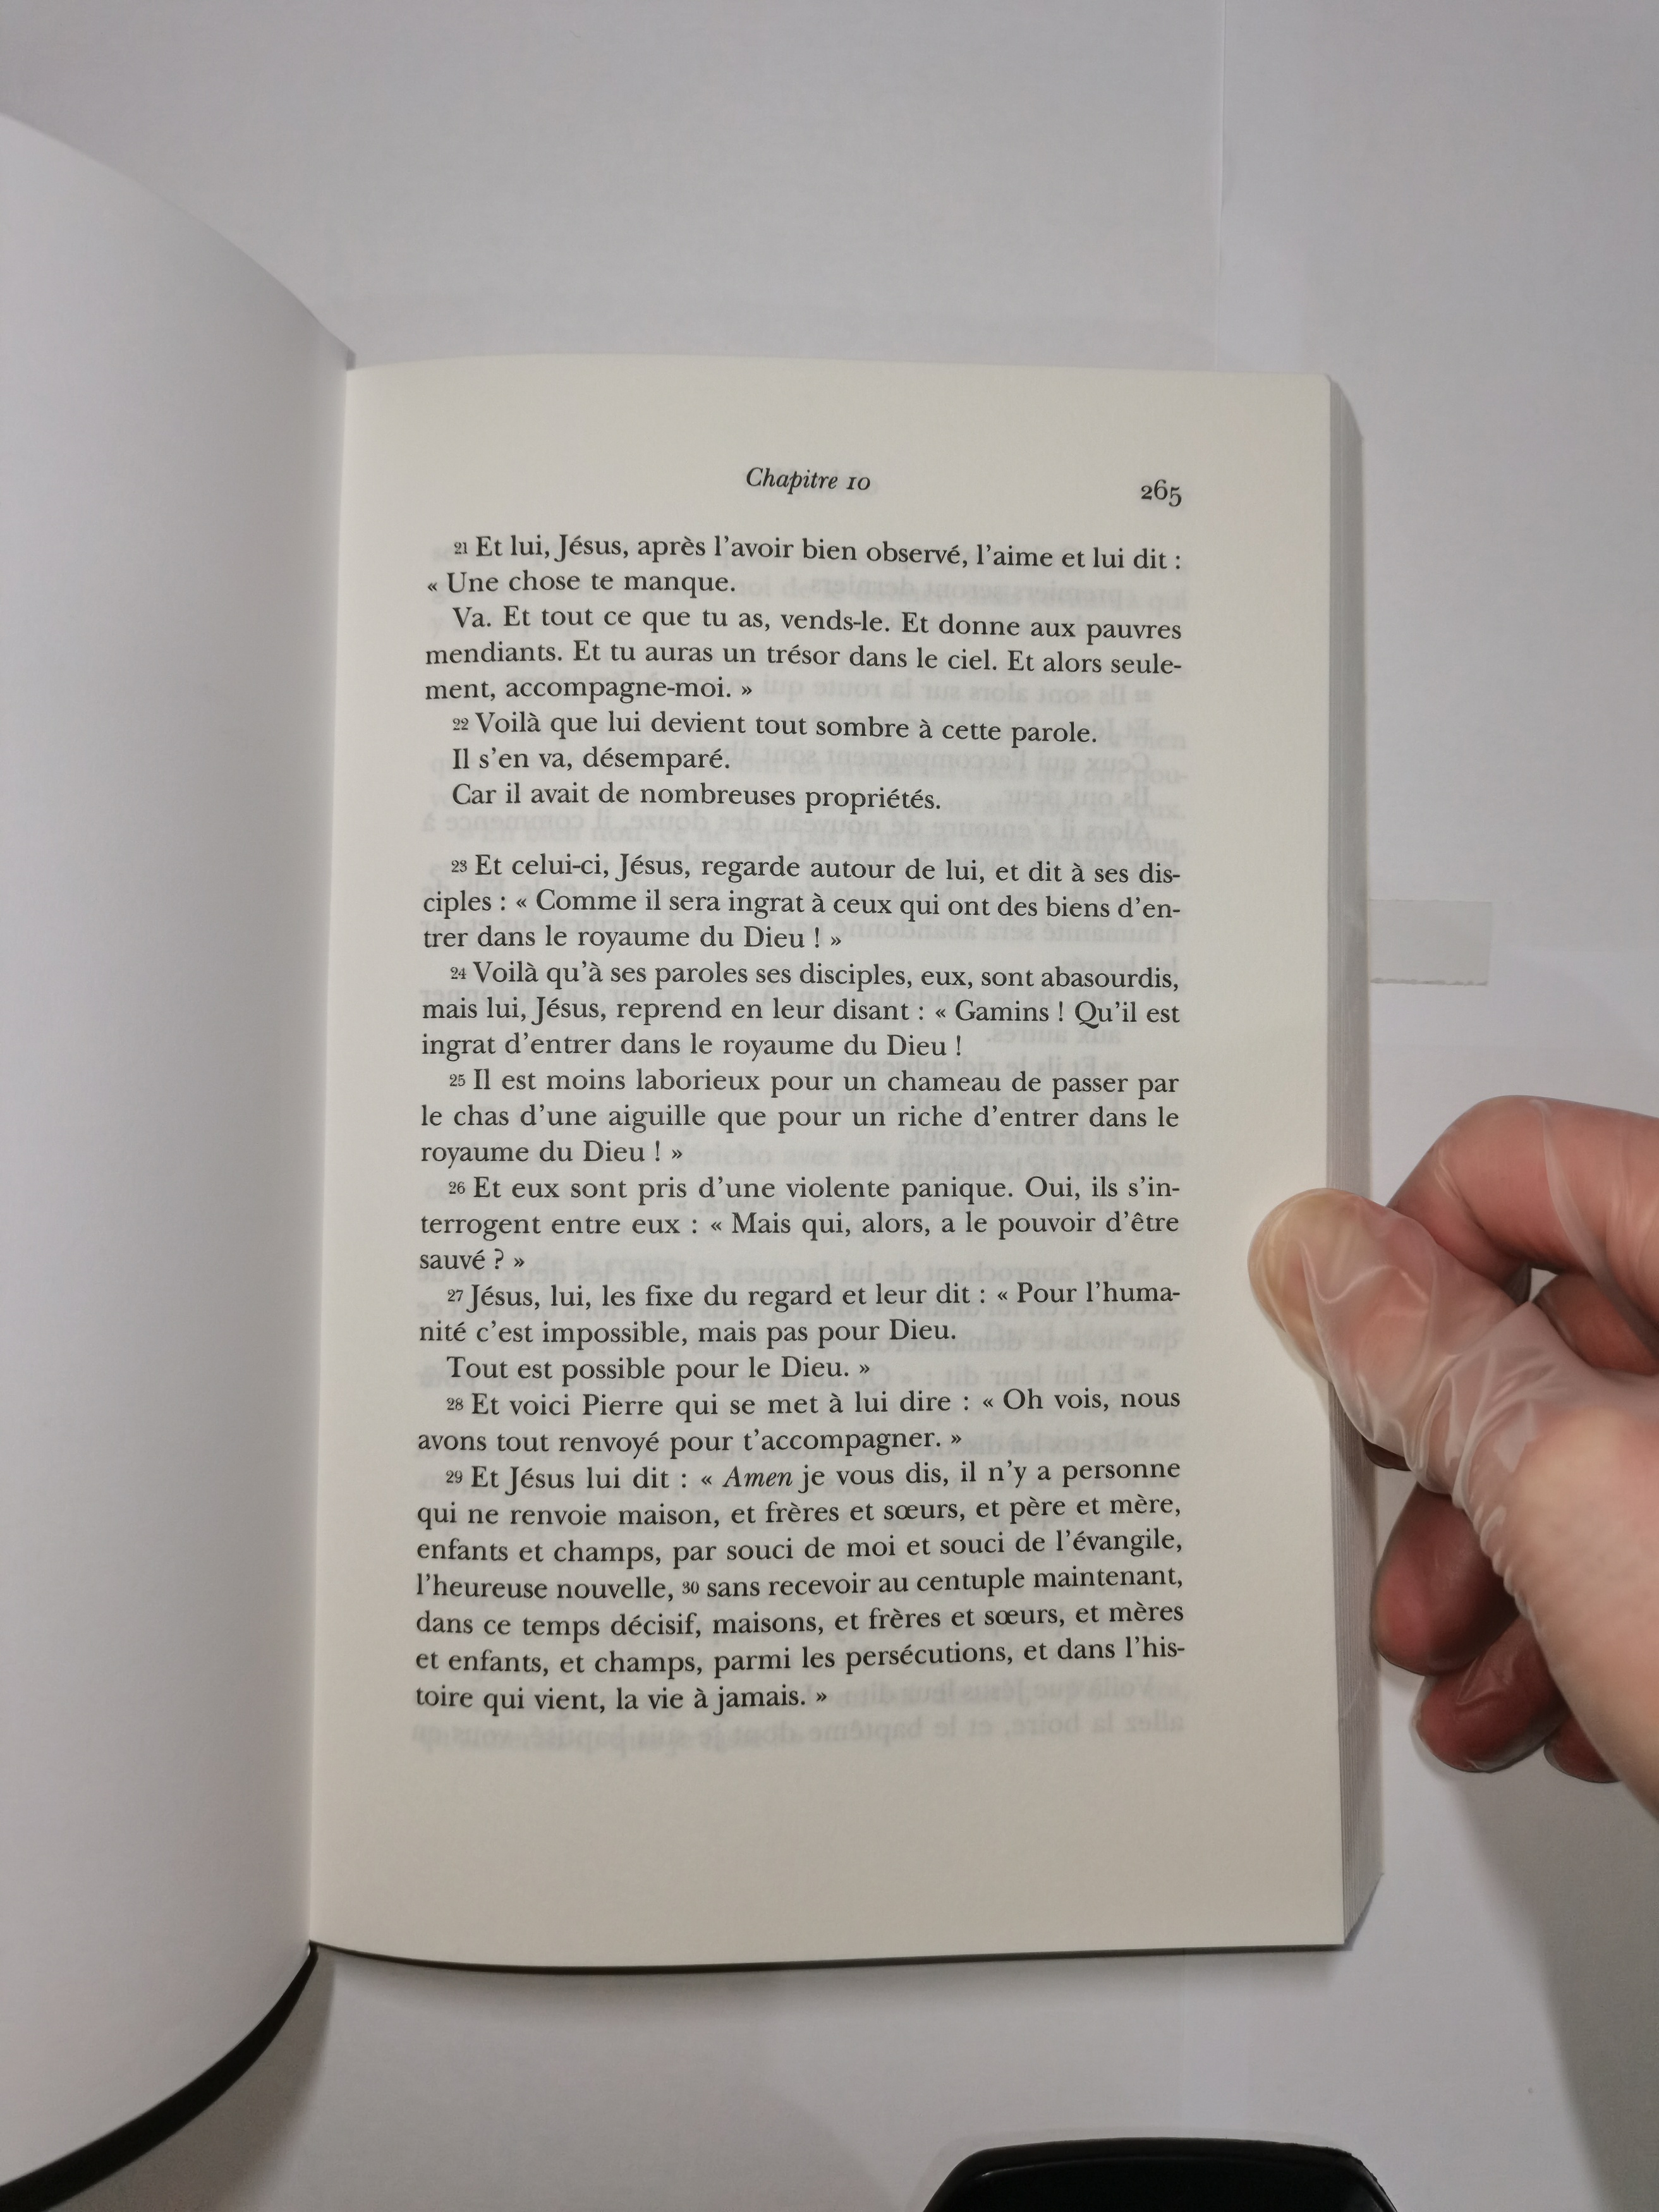 Chapitre 10
265
21 Et lui, Jésus, après l'avoir bien observé, l'aime et lui dit :
« Une chose te manque.
Va. Et tout ce que tu as, vends-le. Et donne aux pauvres
mendiants. Et tu auras un trésor dans le ciel. Et alors seule-
ment, accompagne-moi. »
22 Voilà que lui devient tout sombre à cette parole.
Il s'en va, désemparé.
Car il avait de nombreuses propriétés.
23 Et celui-ci, Jésus, regarde autour de lui, et dit à ses dis-
ciples : « Comme il sera ingrat à ceux qui ont des biens d'en-
trer dans le royaume du Dieu ! »
24 Voilà qu'à ses paroles ses disciples, eux, sont abasourdis,
mais lui, Jésus, reprend en leur disant : « Gamins ! Qu'il est
ingrat d'entrer dans le royaume du Dieu !
25 Il est moins laborieux pour un chameau de passer par
le chas d'une aiguille que pour un riche d'entrer dans le
royaume du Dieu ! »
26 Et eux sont pris d'une violente panique. Oui, ils s'in-
terrogent entre eux : « Mais qui, alors, a le pouvoir d'être
sauvé ? »
27 Jésus, lui, les fixe du regard et leur dit : « Pour l'huma-
nité c'est impossible, mais pas pour Dieu.
Tout est possible pour le Dieu. »
28 Et voici Pierre qui se met à lui dire : « Oh vois, nous
avons tout renvoyé pour t'accompagner. »
29 Et Jésus lui dit : « Amen je vous dis, il n'y a personne
qui ne renvoie maison, et frères et sœurs, et père et mère,
enfants et champs, par souci de moi et souci de l'évangile,
l'heureuse nouvelle, 30 sans recevoir au centuple maintenant,
dans ce temps décisif, maisons, et frères et sœurs, et mères
et enfants, et champs, parmi les persécutions, et dans l'his-
toire qui vient, la vie à jamais. »